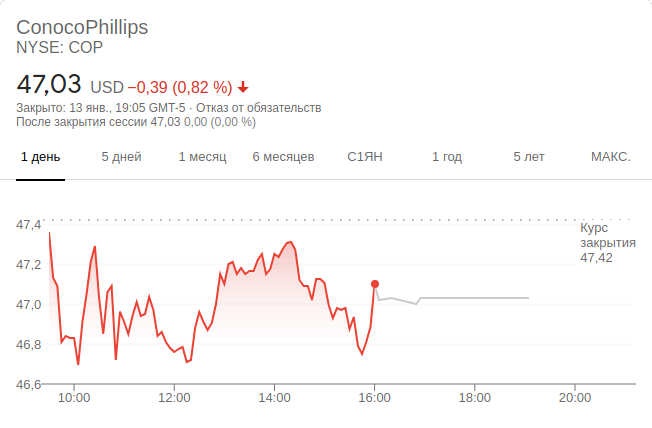 ConocoPhillips
NYSE: COP
47,03 USD −0,39 (0,82 %)
Закрыто: 13 янв., 19:05 GMT-5 · Отказ от обязательств
После закрытия сессии 47,03 0,00 (0,00 %)
1 день 5 дней 1 месяц 6 месяцев С1ЯН 1 год 5 лет МАКС.
47,4
Курс
закрытия
47,42
47,2
47,0
46,8
46,6
10:00 12:00 14:00 16:00 18:00 20:00